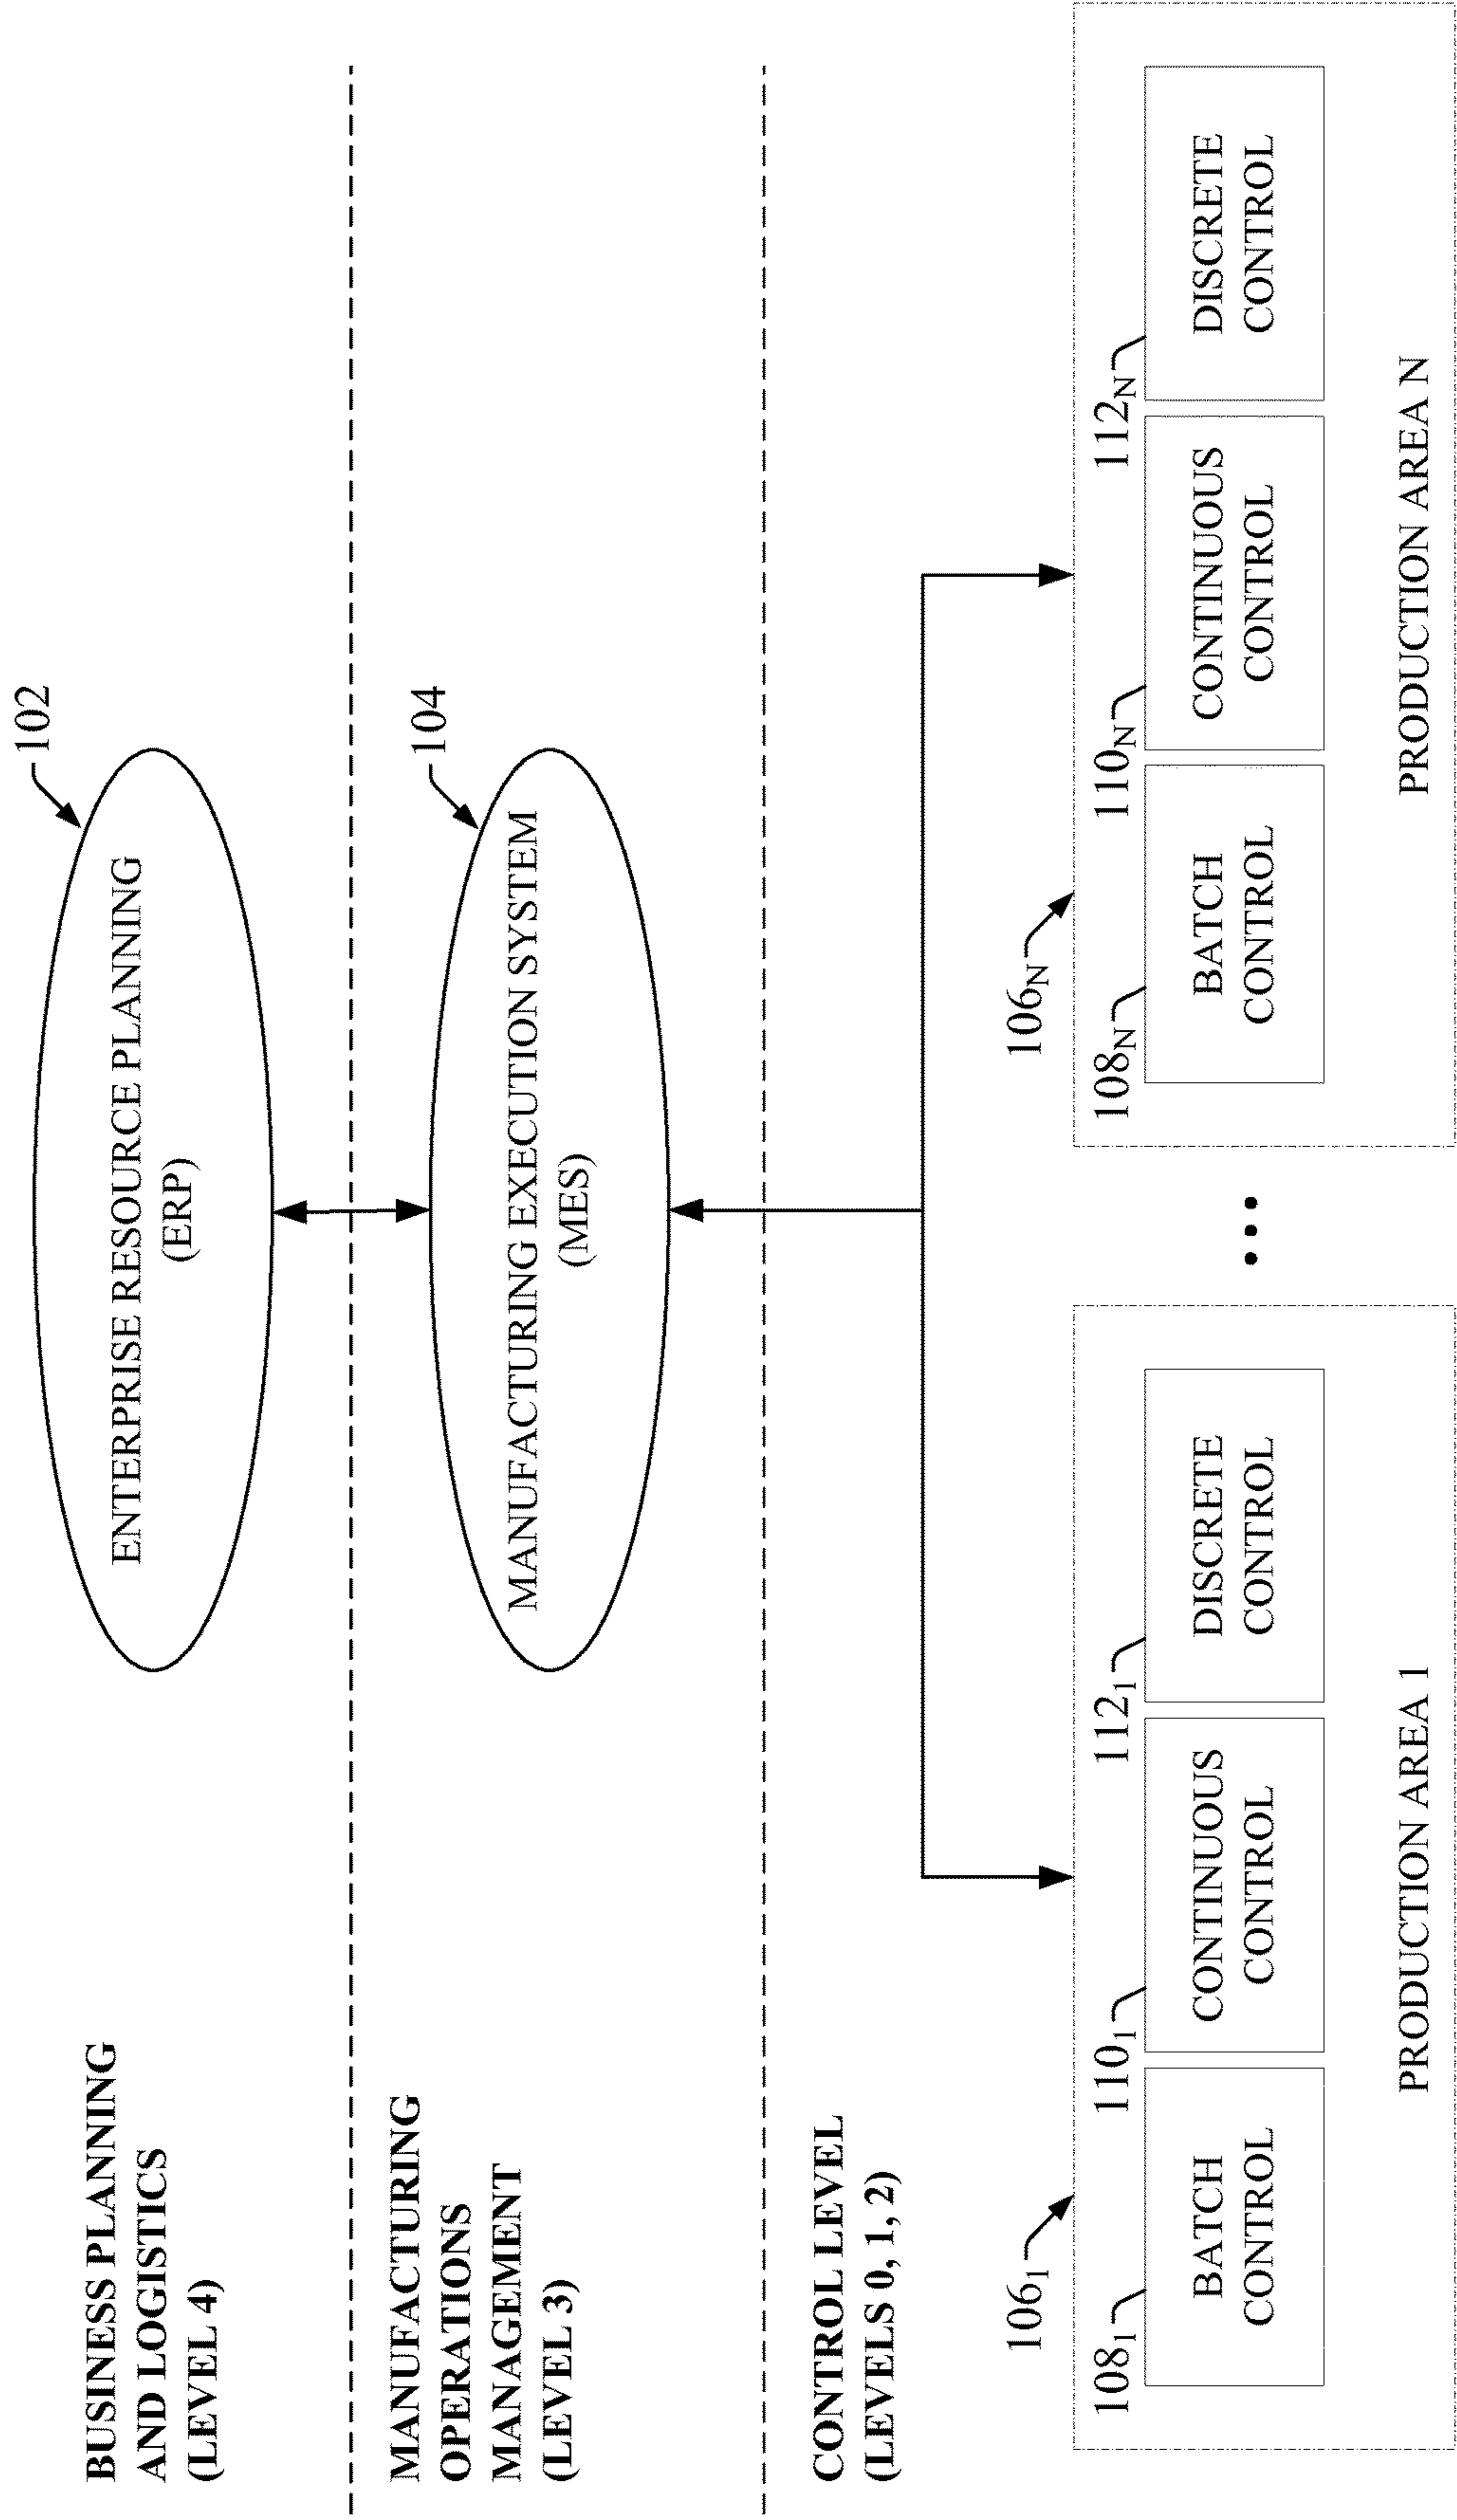 102
ENTERPRISE RESOURCE PLANNING
(ERP)
BUSINESS PLANNING
AND LOGISTICS
(LEVEL 4)
104
MANUFACTURING EXECUTION SYSTEM
(MES)
MANUFACTURING
OPERATIONS
MANAGEMENT
(LEVEL 3)
CONTROL LEVEL
(LEVELS 0, 1, 2)
106₁
108₁
BATCH
CONTROL
110₁
CONTINUOUS
CONTROL
112₁
DISCRETE
CONTROL
PRODUCTION AREA 1
•••
106N
108N
BATCH
CONTROL
110N
CONTINUOUS
CONTROL
112N
DISCRETE
CONTROL
PRODUCTION AREA N